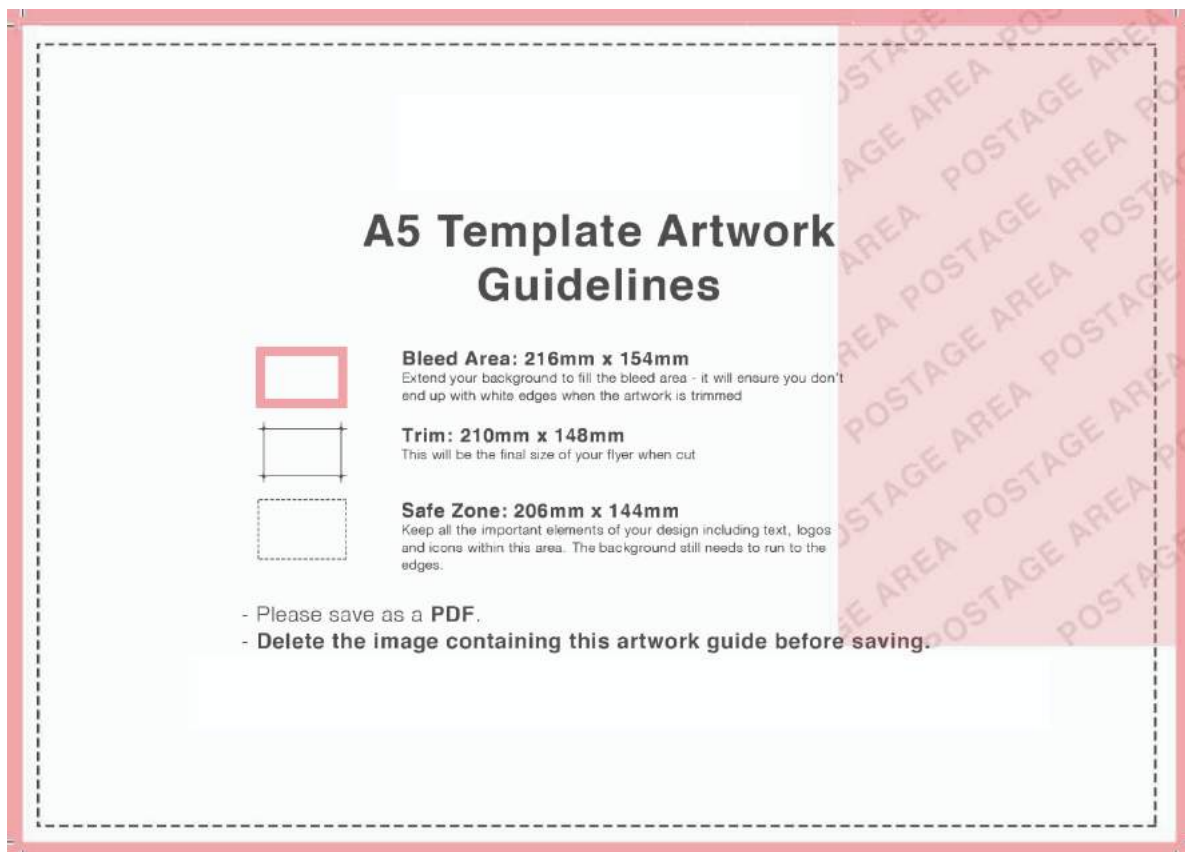 A5 Template Artwork
Guidelines
Bleed Area: 216mm x 154mm
Extend your background to fill the bleed area - it will ensure you don't
end up with white edges when the artwork is trimmed
Trim: 210mm x 148mm
This will be the final size of your flyer when cut
Safe Zone: 206mm x 144mm
Keep all the important elements of your design including text, logos
and icons within this area. The background still needs to run to the
edges.
- Please save as a PDF.
- Delete the image containing this artwork guide before saving.
POSTAGE AREA POSTAGE AREA POSTAGE AREA